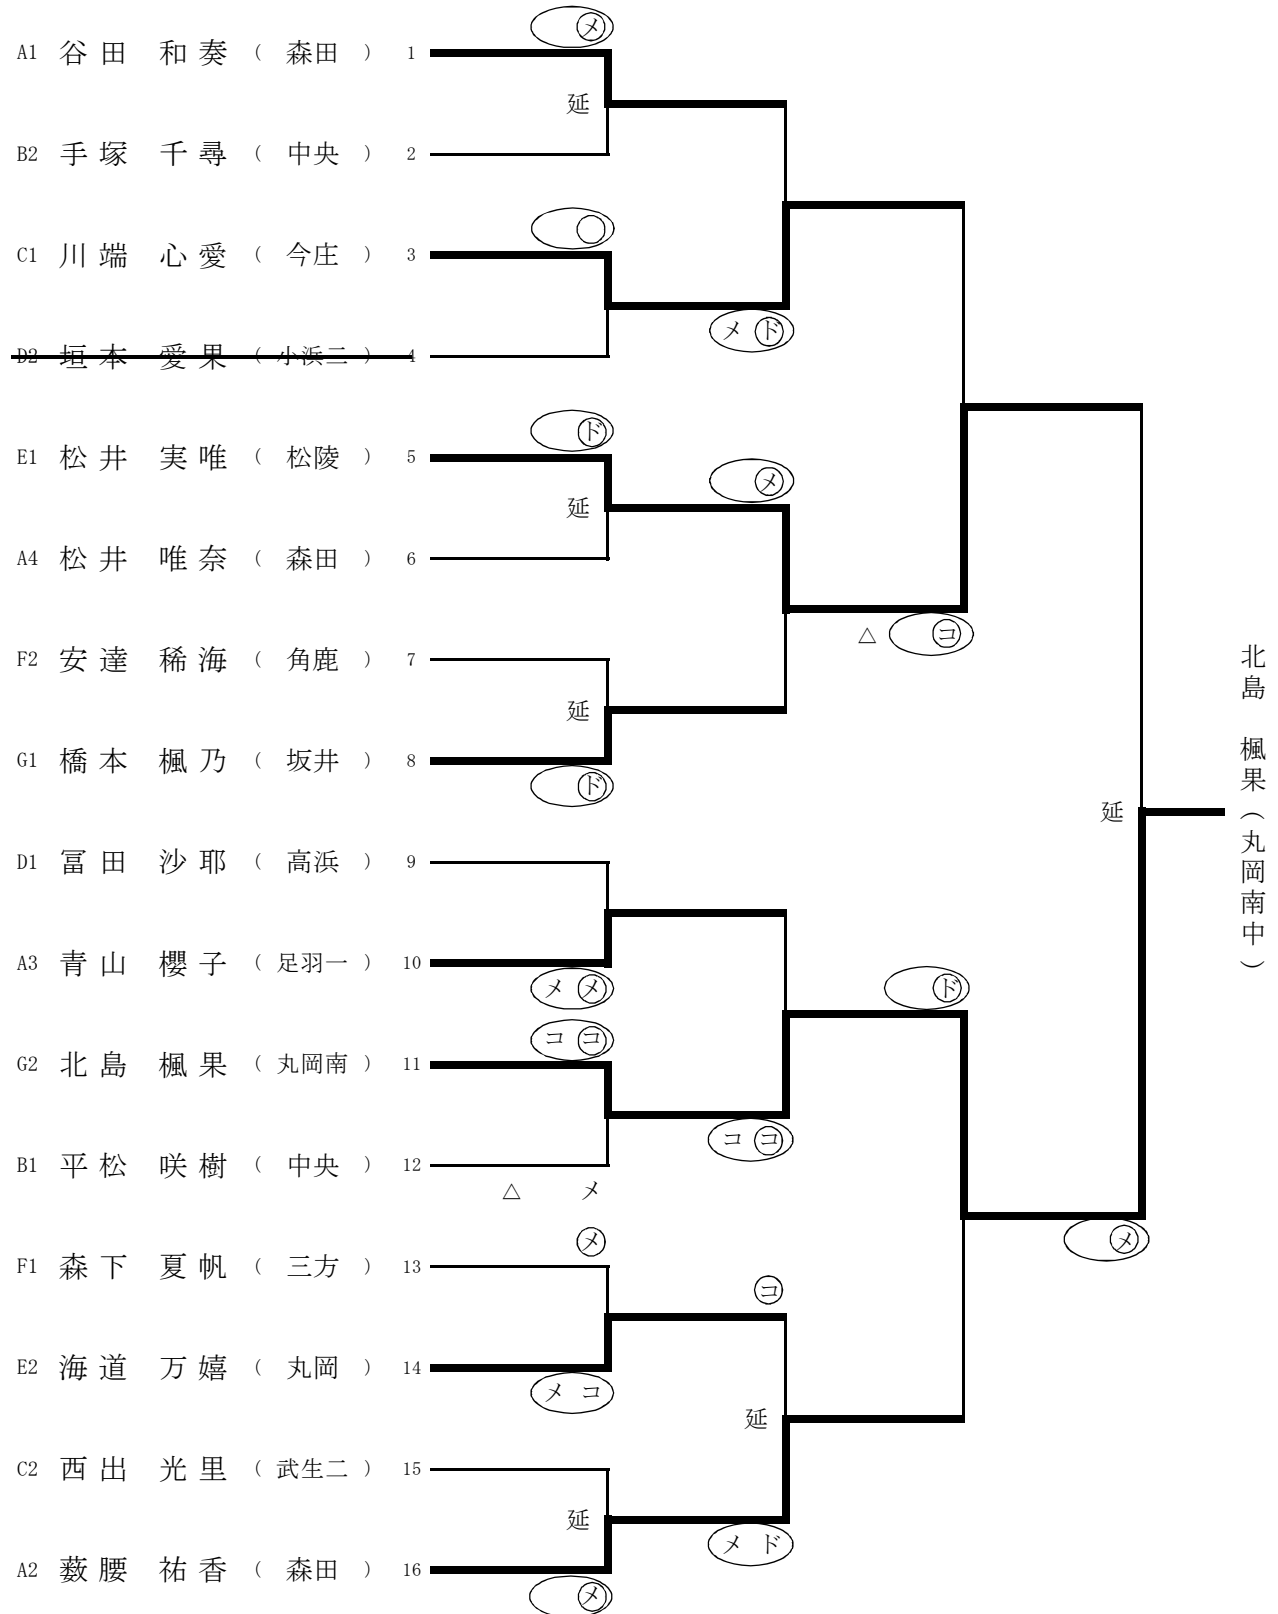 メ
A1 谷田 和奏 （ 森田 ） 1
延
B2 手塚 千尋 （ 中央 ） 2
C1 川端 心愛 （ 今庄 ） 3
メ ド
D2 垣本 愛果 （ 小浜二 ） 4
ド
E1 松井 実唯 （ 松陵 ） 5
メ
延
A4 松井 唯奈 （ 森田 ） 6
△ コ
F2 安達 稀海 （ 角鹿 ） 7
延
G1 橋本 楓乃 （ 坂井 ） 8
ド
延
北島 楓果（丸岡南中）
D1 冨田 沙耶 （ 高浜 ） 9
A3 青山 櫻子 （ 足羽一 ） 10
メ メ
ド
コ コ
G2 北島 楓果 （ 丸岡南 ） 11
コ コ
B1 平松 咲樹 （ 中央 ） 12
△ メ
メ
メ
F1 森下 夏帆 （ 三方 ） 13
コ
E2 海道 万嬉 （ 丸岡 ） 14
メ コ
延
C2 西出 光里 （ 武生二 ） 15
延
メ ド
A2 薮腰 祐香 （ 森田 ） 16
メ